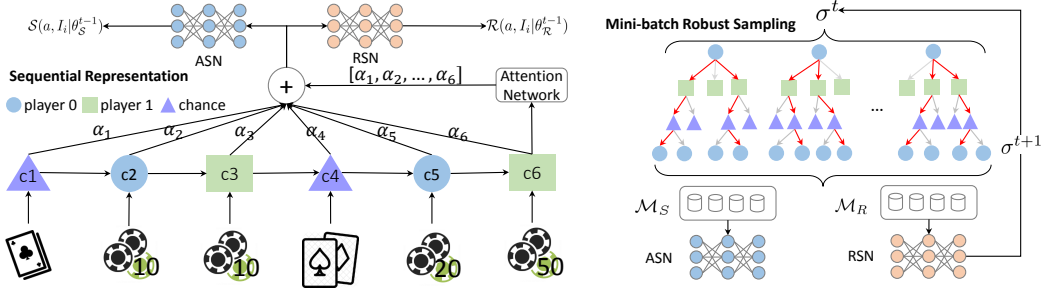 𝒮(a, I_i|θ_𝒮^{t−1})
ASN
RSN
ℛ(a, I_i|θ_ℛ^{t−1})
Sequential Representation
player 0 player 1 chance
+
[α_1, α_2, ..., α_6]
Attention
Network
α_1 α_2 α_3 α_4 α_5 α_6
c1 c2 c3 c4 c5 c6
10 10 20 50
Mini-batch Robust Sampling
σ^t
...
σ^{t+1}
ℳ_S
ℳ_R
ASN
RSN